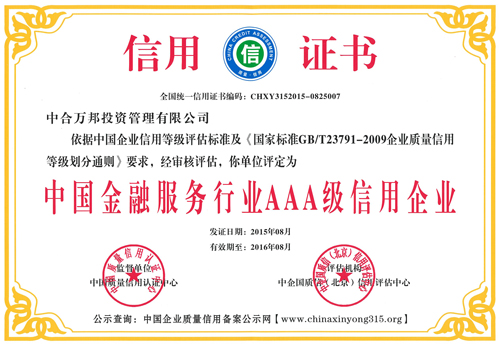 信用 证书
CHINA CREDIT ASSESSMENT
信
全国统一信用证书编码：CHXY3152015-0825007
中合万邦投资管理有限公司
依据中国企业信用等级评估标准及《国家标准GB/T23791-2009企业质量信用
等级划分通则》要求，经审核评估，你单位评定为
中国金融服务行业AAA级信用企业
发证日期：2015年08月
有效期至：2016年08月
监督单位 评估机构
中国质量信用认证中心 中企国质信（北京）信用评估中心
公示查询：中国企业质量信用备案公示网【www.chinaxinyong315.org】